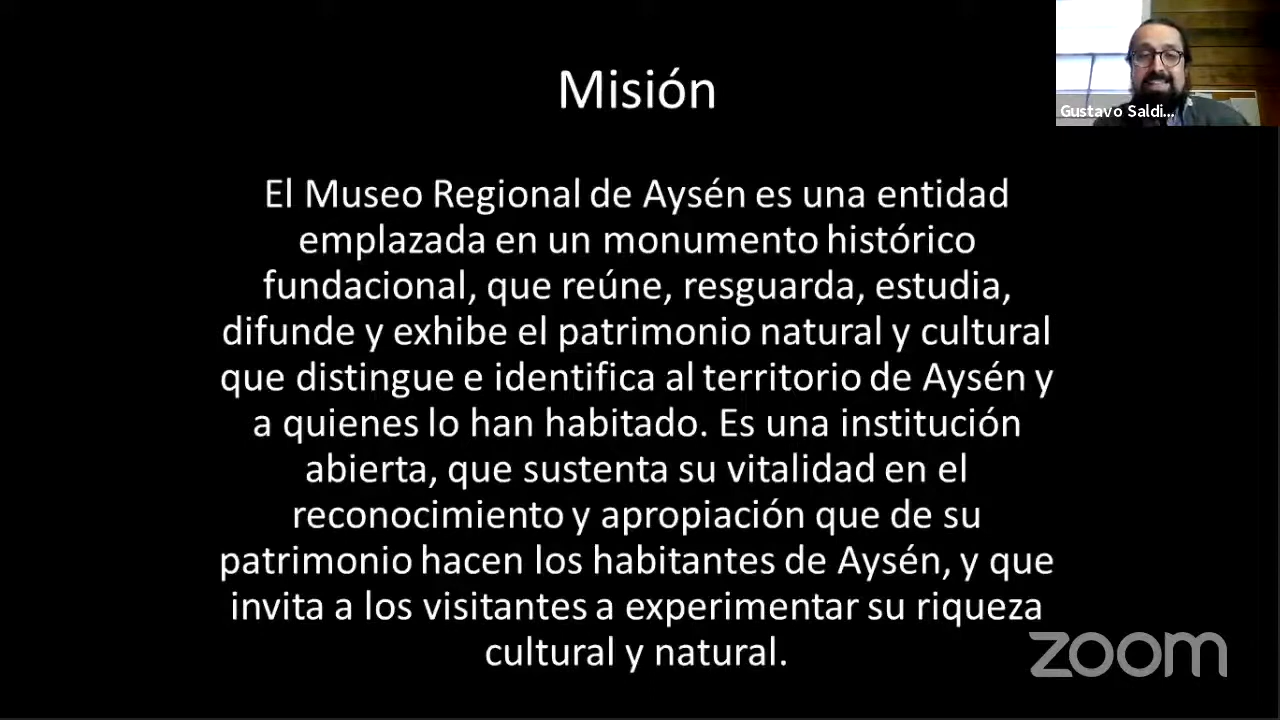 Misión
Gustavo Saldi...
El Museo Regional de Aysén es una entidad
emplazada en un monumento histórico
fundacional, que reúne, resguarda, estudia,
difunde y exhibe el patrimonio natural y cultural
que distingue e identifica al territorio de Aysén y
a quienes lo han habitado. Es una institución
abierta, que sustenta su vitalidad en el
reconocimiento y apropiación que de su
patrimonio hacen los habitantes de Aysén, y que
invita a los visitantes a experimentar su riqueza
cultural y natural.
zoom